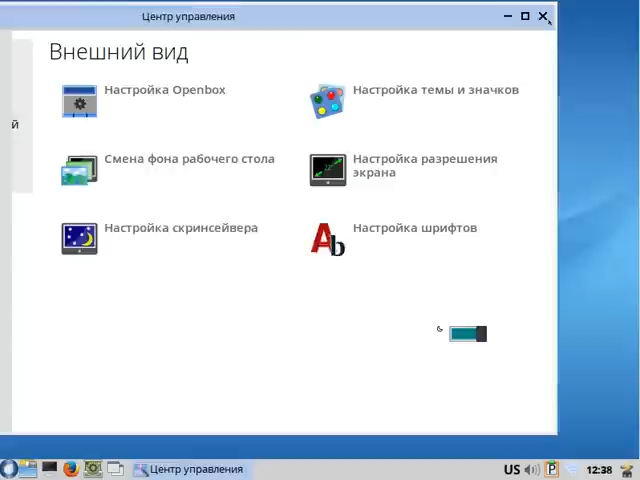 Центр управления
Внешний вид
й
Настройка Openbox
Настройка темы и значков
Смена фона рабочего стола
Настройка разрешения
экрана
Настройка скринсейвера
Настройка шрифтов
Центр управления
US
12:38